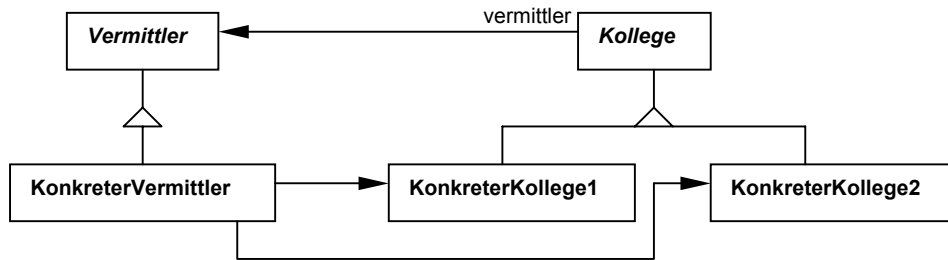 vermittler
Vermittler
Kollege
KonkreterVermittler
KonkreterKollege1
KonkreterKollege2